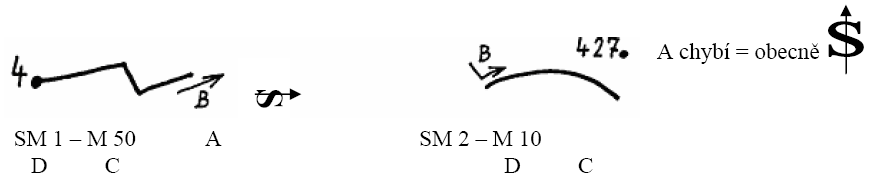 4 B S B 427. A chybí = obecně S
SM 1 – M 50 A SM 2 – M 10
D C D C